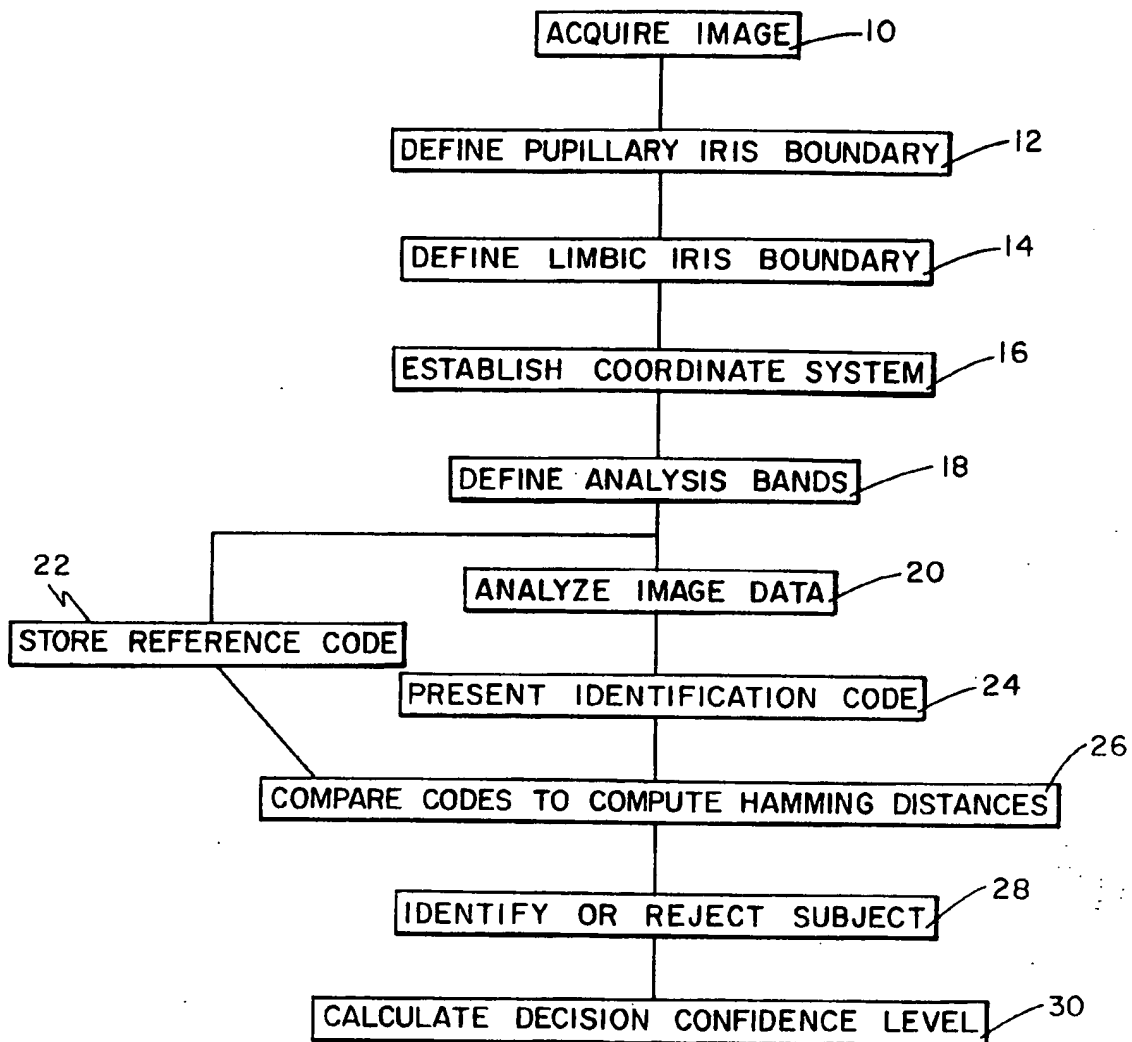 ACQUIRE IMAGE 10
DEFINE PUPILLARY IRIS BOUNDARY 12
DEFINE LIMBIC IRIS BOUNDARY 14
ESTABLISH COORDINATE SYSTEM 16
DEFINE ANALYSIS BANDS 18
22
ANALYZE IMAGE DATA 20
STORE REFERENCE CODE
PRESENT IDENTIFICATION CODE 24
COMPARE CODES TO COMPUTE HAMMING DISTANCES 26
IDENTIFY OR REJECT SUBJECT 28
CALCULATE DECISION CONFIDENCE LEVEL 30